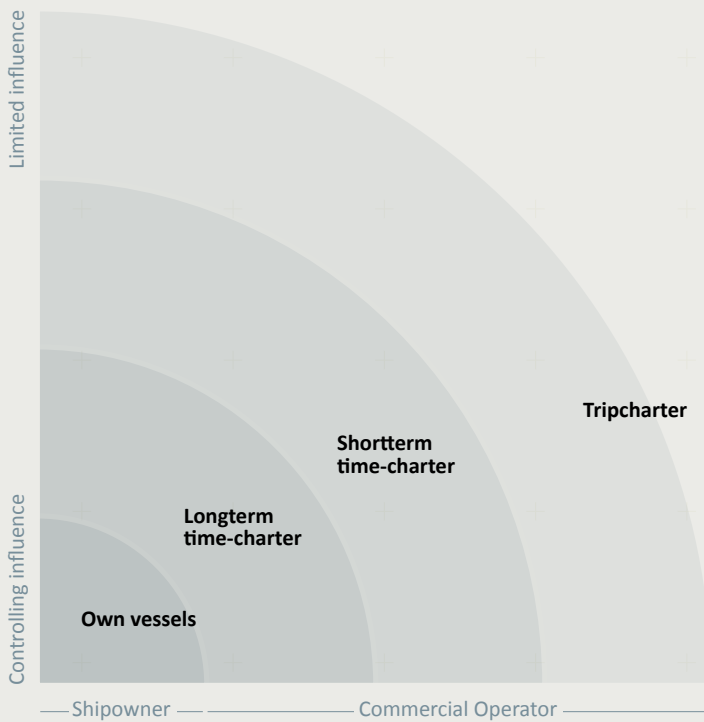 Limited influence
Controlling influence
Tripcharter
Shortterm
time-charter
Longterm
time-charter
Own vessels
Shipowner
Commercial Operator